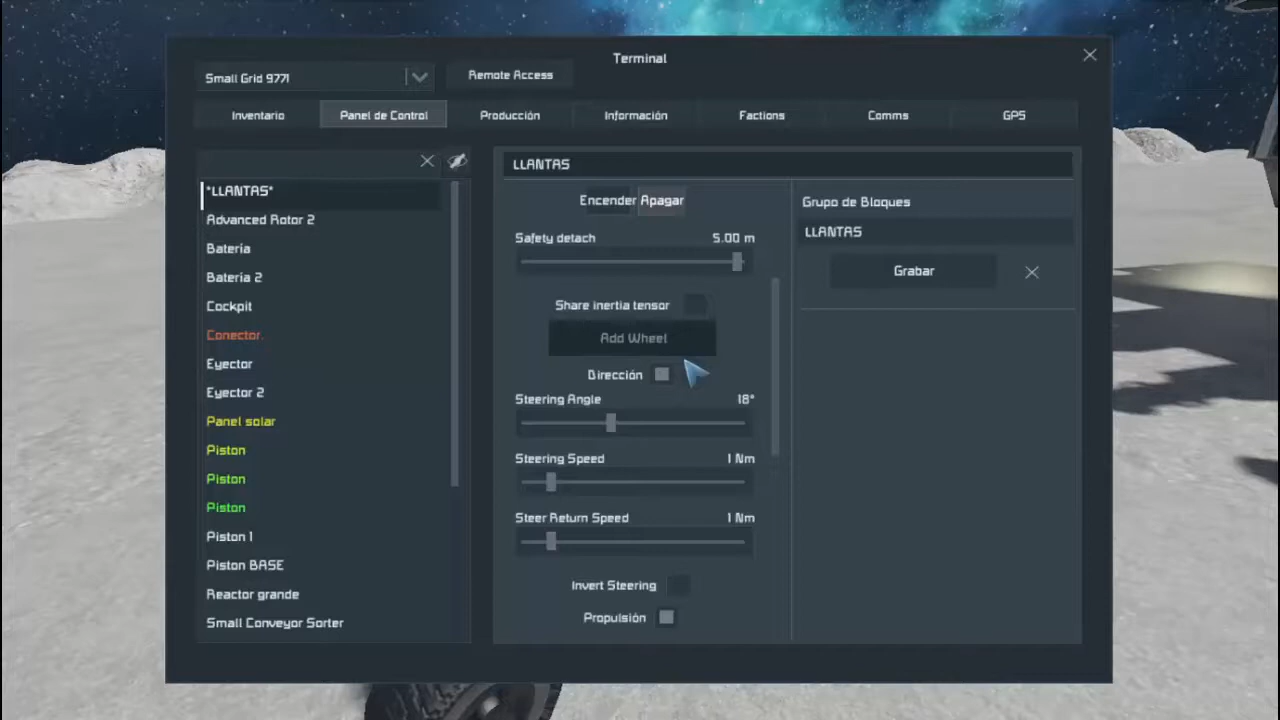 Terminal
Small Grid 9771
Remote Access
Inventario
Panel de Control
Producción
Información
Factions
Comms
GPS
*LLANTAS*
Advanced Rotor 2
Batería
Batería 2
Cockpit
Conector.
Eyector
Eyector 2
Panel solar
Piston
Piston
Piston
Piston 1
Piston BASE
Reactor grande
Small Conveyor Sorter
LLANTAS
Encender Apagar
Safety detach 5.00 m
Share inertia tensor
Add Wheel
Dirección
Steering Angle 18°
Steering Speed 1 Nm
Steer Return Speed 1 Nm
Invert Steering
Propulsión
Grupo de Bloques
LLANTAS
Grabar